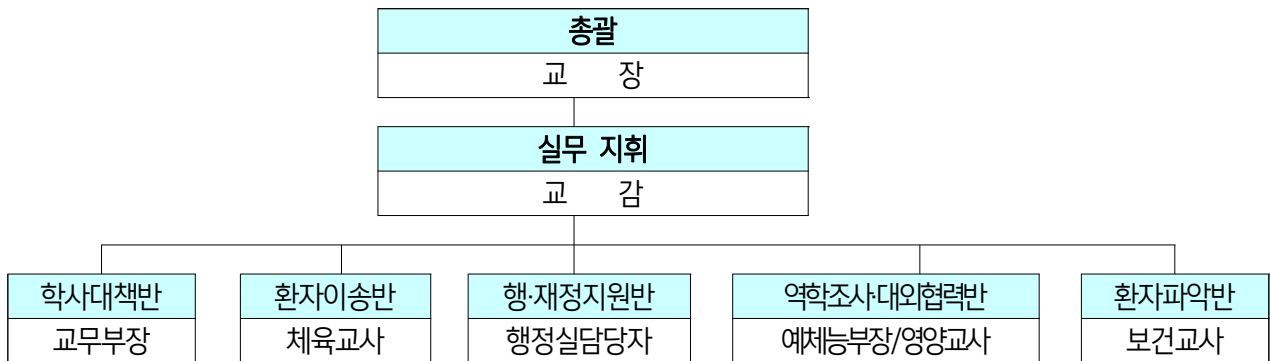 총괄
교 장
실무 지휘
교 감
학사대책반 환자이송반 행·재정지원반 역학조사·대외협력반 환자파악반
교무부장 체육교사 행정실담당자 예체능부장/영양교사 보건교사